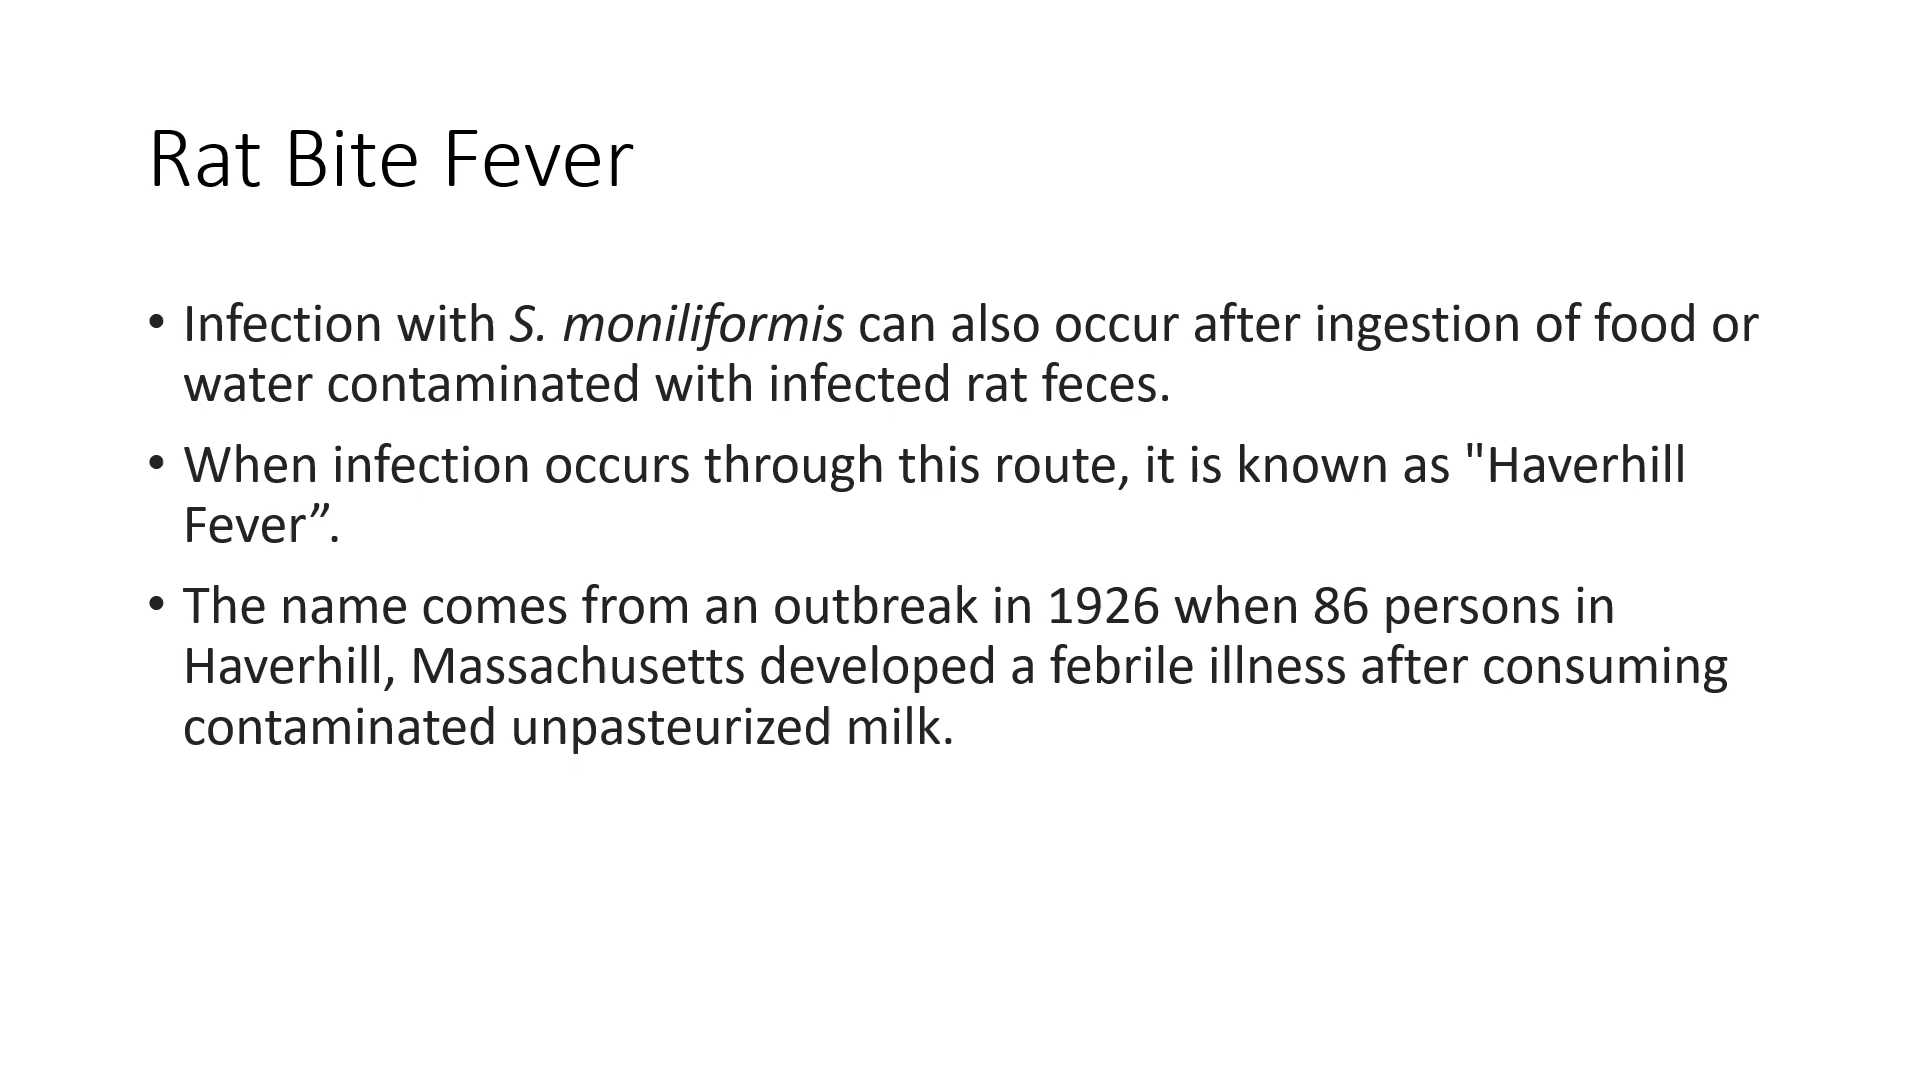 Rat Bite Fever
• Infection with S. moniliformis can also occur after ingestion of food or
water contaminated with infected rat feces.
• When infection occurs through this route, it is known as "Haverhill
Fever”.
• The name comes from an outbreak in 1926 when 86 persons in
Haverhill, Massachusetts developed a febrile illness after consuming
contaminated unpasteurized milk.